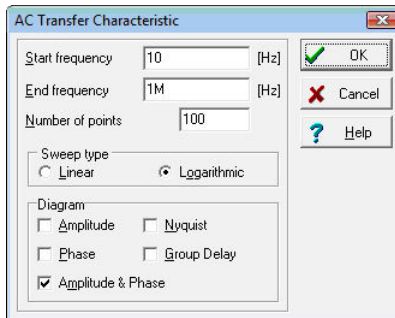 AC Transfer Characteristic
Start frequency 10 [Hz]
End frequency 1M [Hz]
Number of points 100
Sweep type
Linear Logarithmic
Diagram
Amplitude Nyquist
Phase Group Delay
Amplitude & Phase
OK
Cancel
? Help